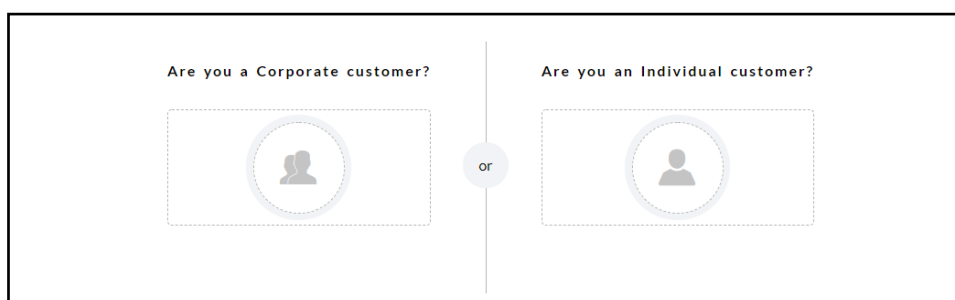 Are you a Corporate customer?
or
Are you an Individual customer?